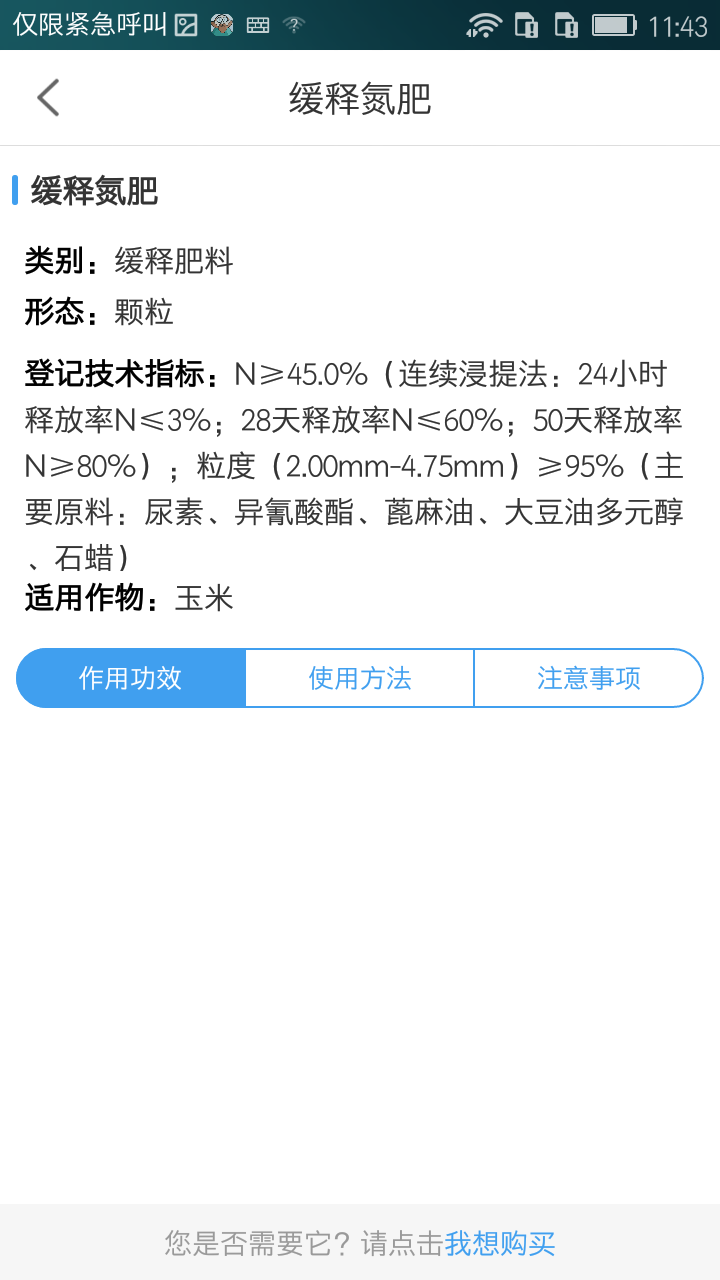 仅限紧急呼叫 11:43
缓释氮肥
缓释氮肥
类别：缓释肥料
形态：颗粒
登记技术指标：N≥45.0%（连续浸提法：24小时
释放率N≤3%；28天释放率N≤60%；50天释放率
N≥80%）；粒度（2.00mm-4.75mm）≥95%（主
要原料：尿素、异氰酸酯、蓖麻油、大豆油多元醇
、石蜡）
适用作物：玉米
作用功效 使用方法 注意事项
您是否需要它？请点击我想购买